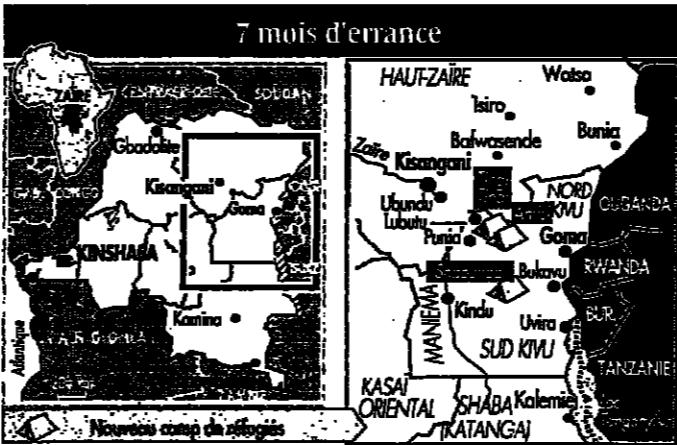 7 mois d'errance
ZAÏRE
SOUDAN
Gbadolite
Kisangani
Goma
KINSHASA
Kamina
Atlantique
Nouveau camp de réfugiés
HAUT-ZAÏRE
Watsa
Isiro
Bafwasende
Bunia
Zaïre
Kisangani
Ubundu
Lubutu
NORD
KIVU
OUGANDA
Punia
Goma
RWANDA
Bukavu
BUR.
Kindu
MANIEMA
Uvira
SUD KIVU
TANZANIE
KASAI
ORIENTAL
SHABA
(KATANGA)
Kalemie